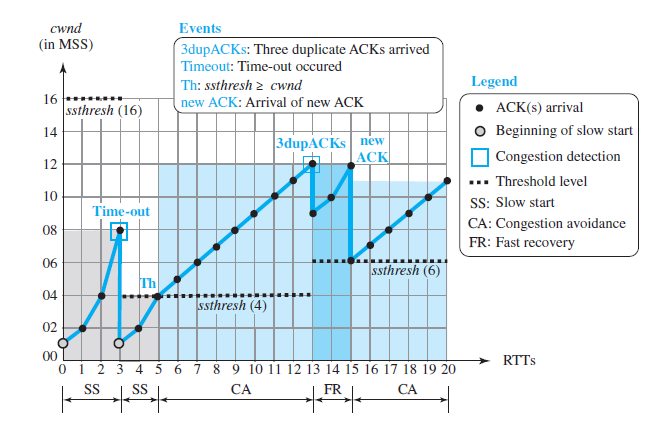 cwnd
(in MSS)
Events
3dupACKs: Three duplicate ACKs arrived
Timeout: Time-out occured
Th: ssthresh ≥ cwnd
new ACK: Arrival of new ACK
Legend
ACK(s) arrival
Beginning of slow start
Congestion detection
Threshold level
SS: Slow start
CA: Congestion avoidance
FR: Fast recovery
16
14
12
10
08
06
04
02
00
ssthresh (16)
3dupACKs
new
ACK
Time-out
Th
ssthresh (6)
ssthresh (4)
0 1 2 3 4 5 6 7 8 9 10 11 12 13 14 15 16 17 18 19 20
RTTs
SS SS CA FR CA